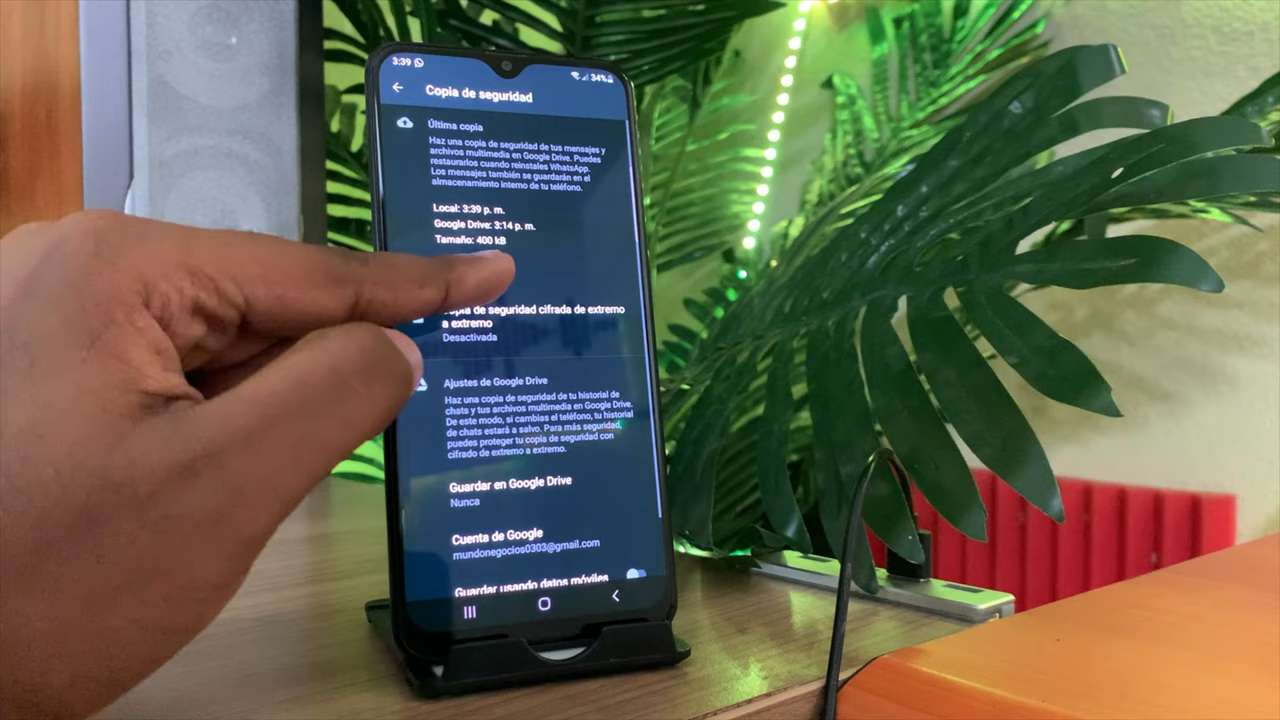 3:39
34%
Copia de seguridad
Última copia
Haz una copia de seguridad de tus mensajes y
archivos multimedia en Google Drive. Puedes
restaurarlos cuando reinstales WhatsApp.
Los mensajes también se guardarán en el
almacenamiento interno de tu teléfono.
Local: 3:39 p. m.
Google Drive: 3:14 p. m.
Tamaño: 400 kB
Copia de seguridad cifrada de extremo
a extremo
Desactivada
Ajustes de Google Drive
Haz una copia de seguridad de tu historial de
chats y tus archivos multimedia en Google Drive.
De este modo, si cambias el teléfono, tu historial
de chats estará a salvo. Para más seguridad,
puedes proteger tu copia de seguridad con
cifrado de extremo a extremo.
Guardar en Google Drive
Nunca
Cuenta de Google
mundonegocios0303@gmail.com
Guardar usando datos móviles